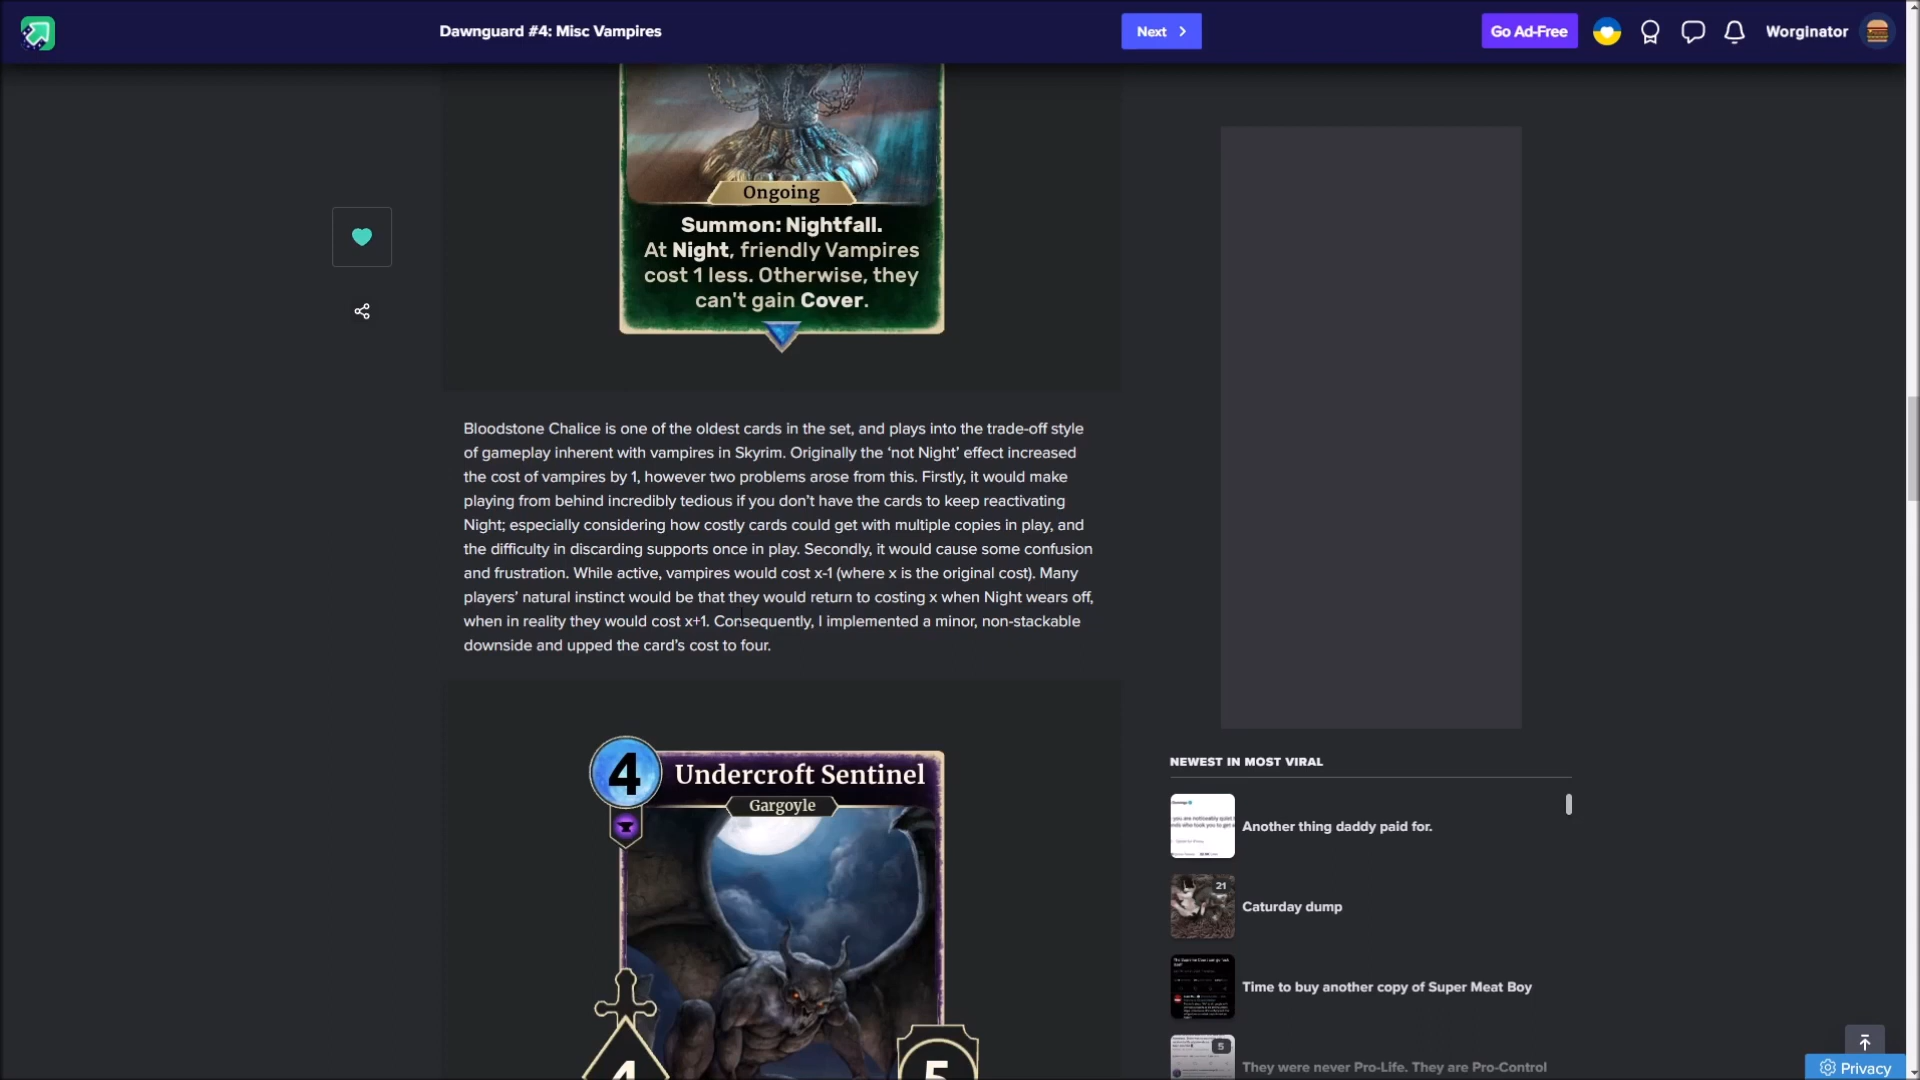 Dawnguard #4: Misc Vampires
Next
Go Ad-Free
Worginator
Ongoing
Summon: Nightfall.
At Night, friendly Vampires
cost 1 less. Otherwise, they
can't gain Cover.
Bloodstone Chalice is one of the oldest cards in the set, and plays into the trade-off style
of gameplay inherent with vampires in Skyrim. Originally the ‘not Night’ effect increased
the cost of vampires by 1, however two problems arose from this. Firstly, it would make
playing from behind incredibly tedious if you don’t have the cards to keep reactivating
Night; especially considering how costly cards could get with multiple copies in play, and
the difficulty in discarding supports once in play. Secondly, it would cause some confusion
and frustration. While active, vampires would cost x-1 (where x is the original cost). Many
players’ natural instinct would be that they would return to costing x when Night wears off,
when in reality they would cost x+1. Consequently, I implemented a minor, non-stackable
downside and upped the card’s cost to four.
4
Undercroft Sentinel
Gargoyle
4
5
NEWEST IN MOST VIRAL
Another thing daddy paid for.
21
Caturday dump
Time to buy another copy of Super Meat Boy
5
They were never Pro-Life. They are Pro-Control
Privacy